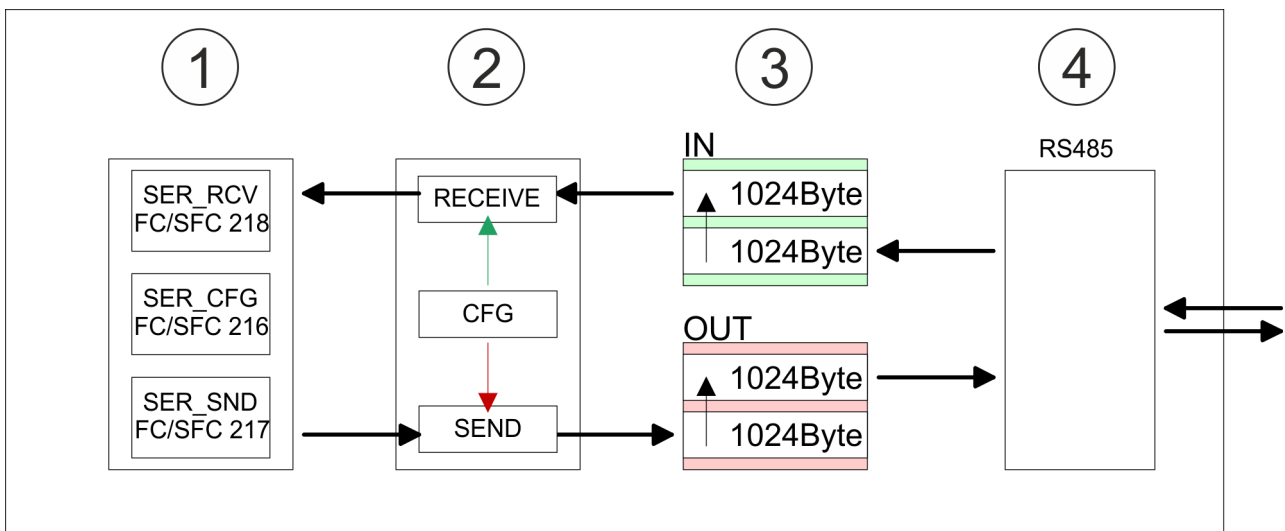 1
2
3
4
SER_RCV
FC/SFC 218
SER_CFG
FC/SFC 216
SER_SND
FC/SFC 217
RECEIVE
CFG
SEND
IN
1024Byte
1024Byte
OUT
1024Byte
1024Byte
RS485